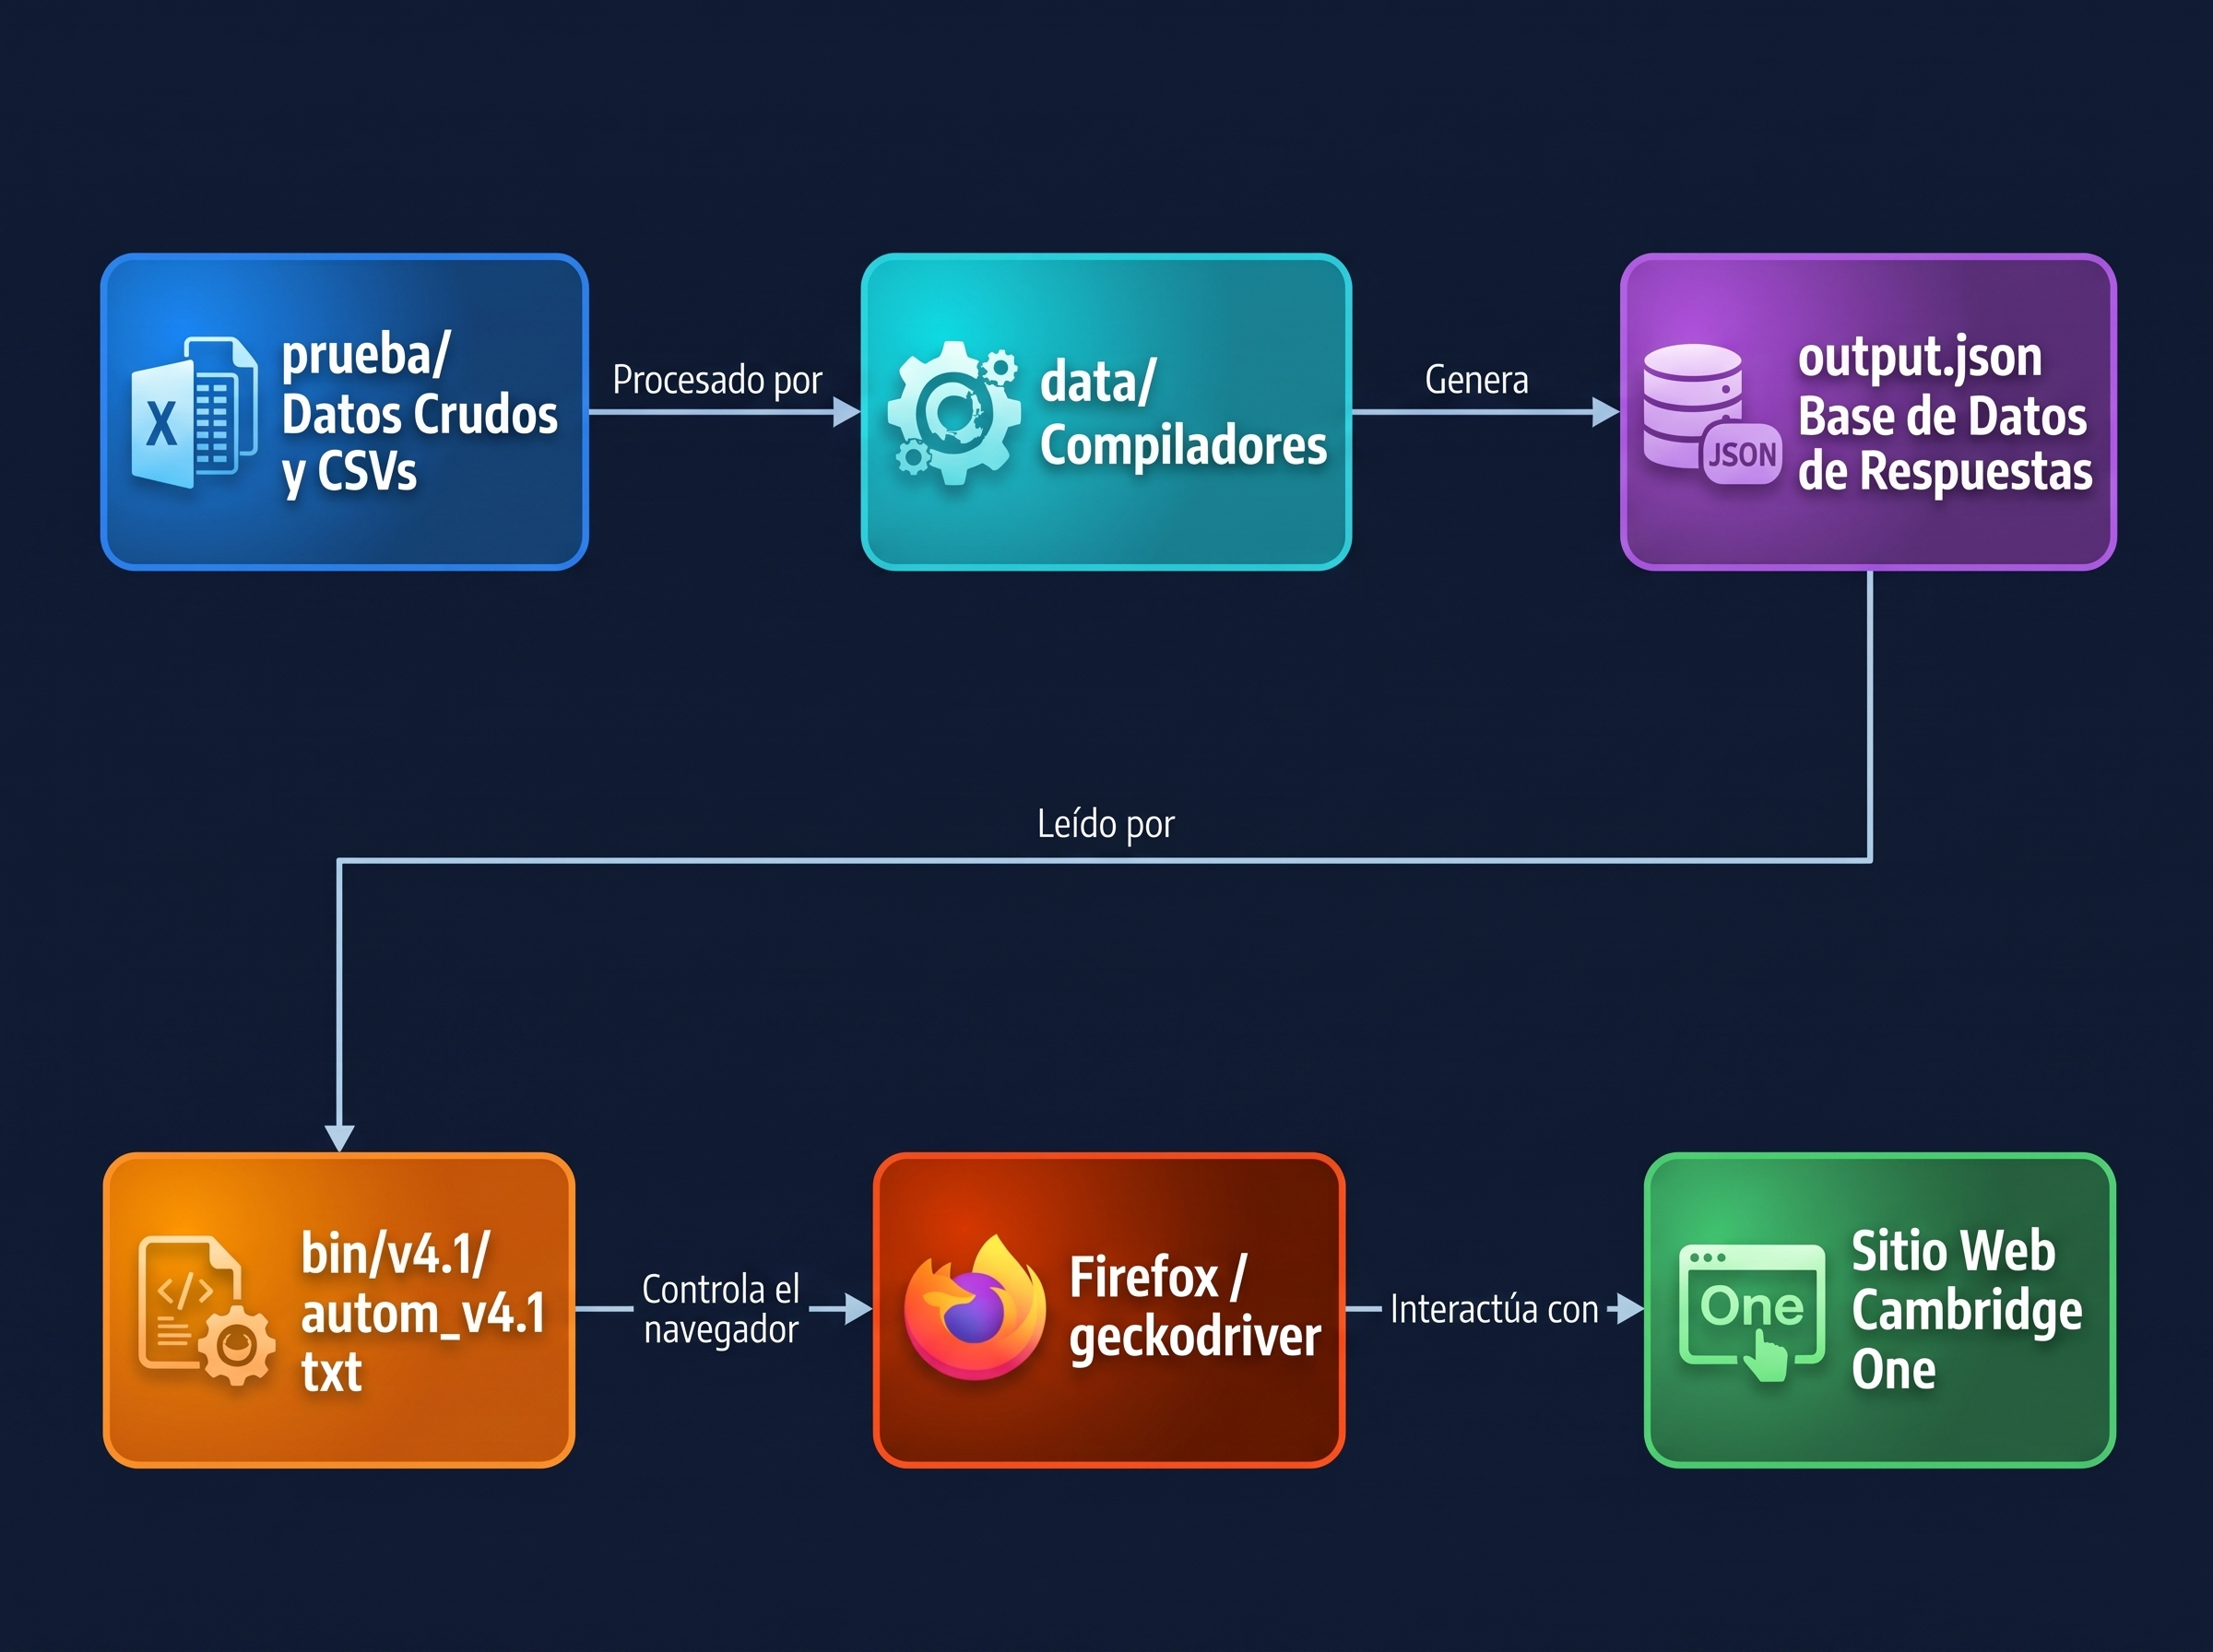 prueba/
Datos Crudos
y CSVs
X
Procesado por
data/
Compiladores
Genera
output.json
Base de Datos
de Respuestas
JSON
Leído por
bin/v4.1/
autom_v4.1
txt
</>
Controla el
navegador
Firefox /
geckodriver
Interactúa con
One
Sitio Web
Cambridge
One